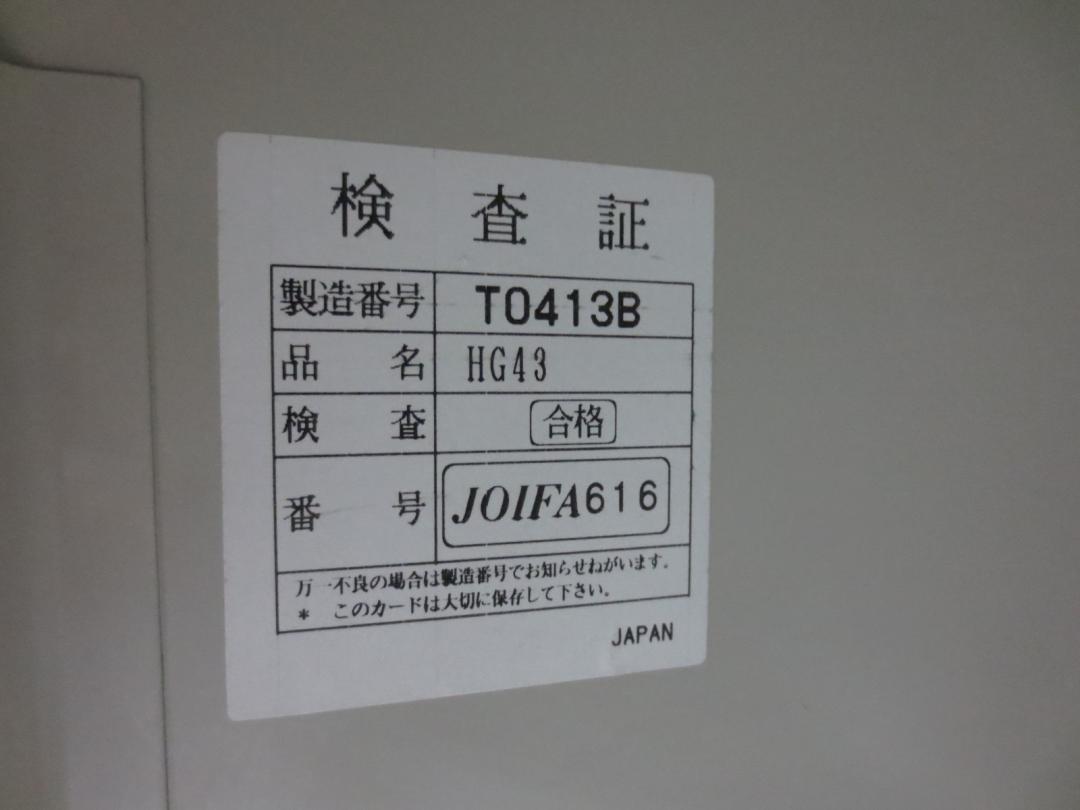 検査証
製造番号 T0413B
品名 HG43
検査 合格
番号 JOIFA616
万一不良の場合は製造番号でお知らせねがいます。
* このカードは大切に保存して下さい。
JAPAN